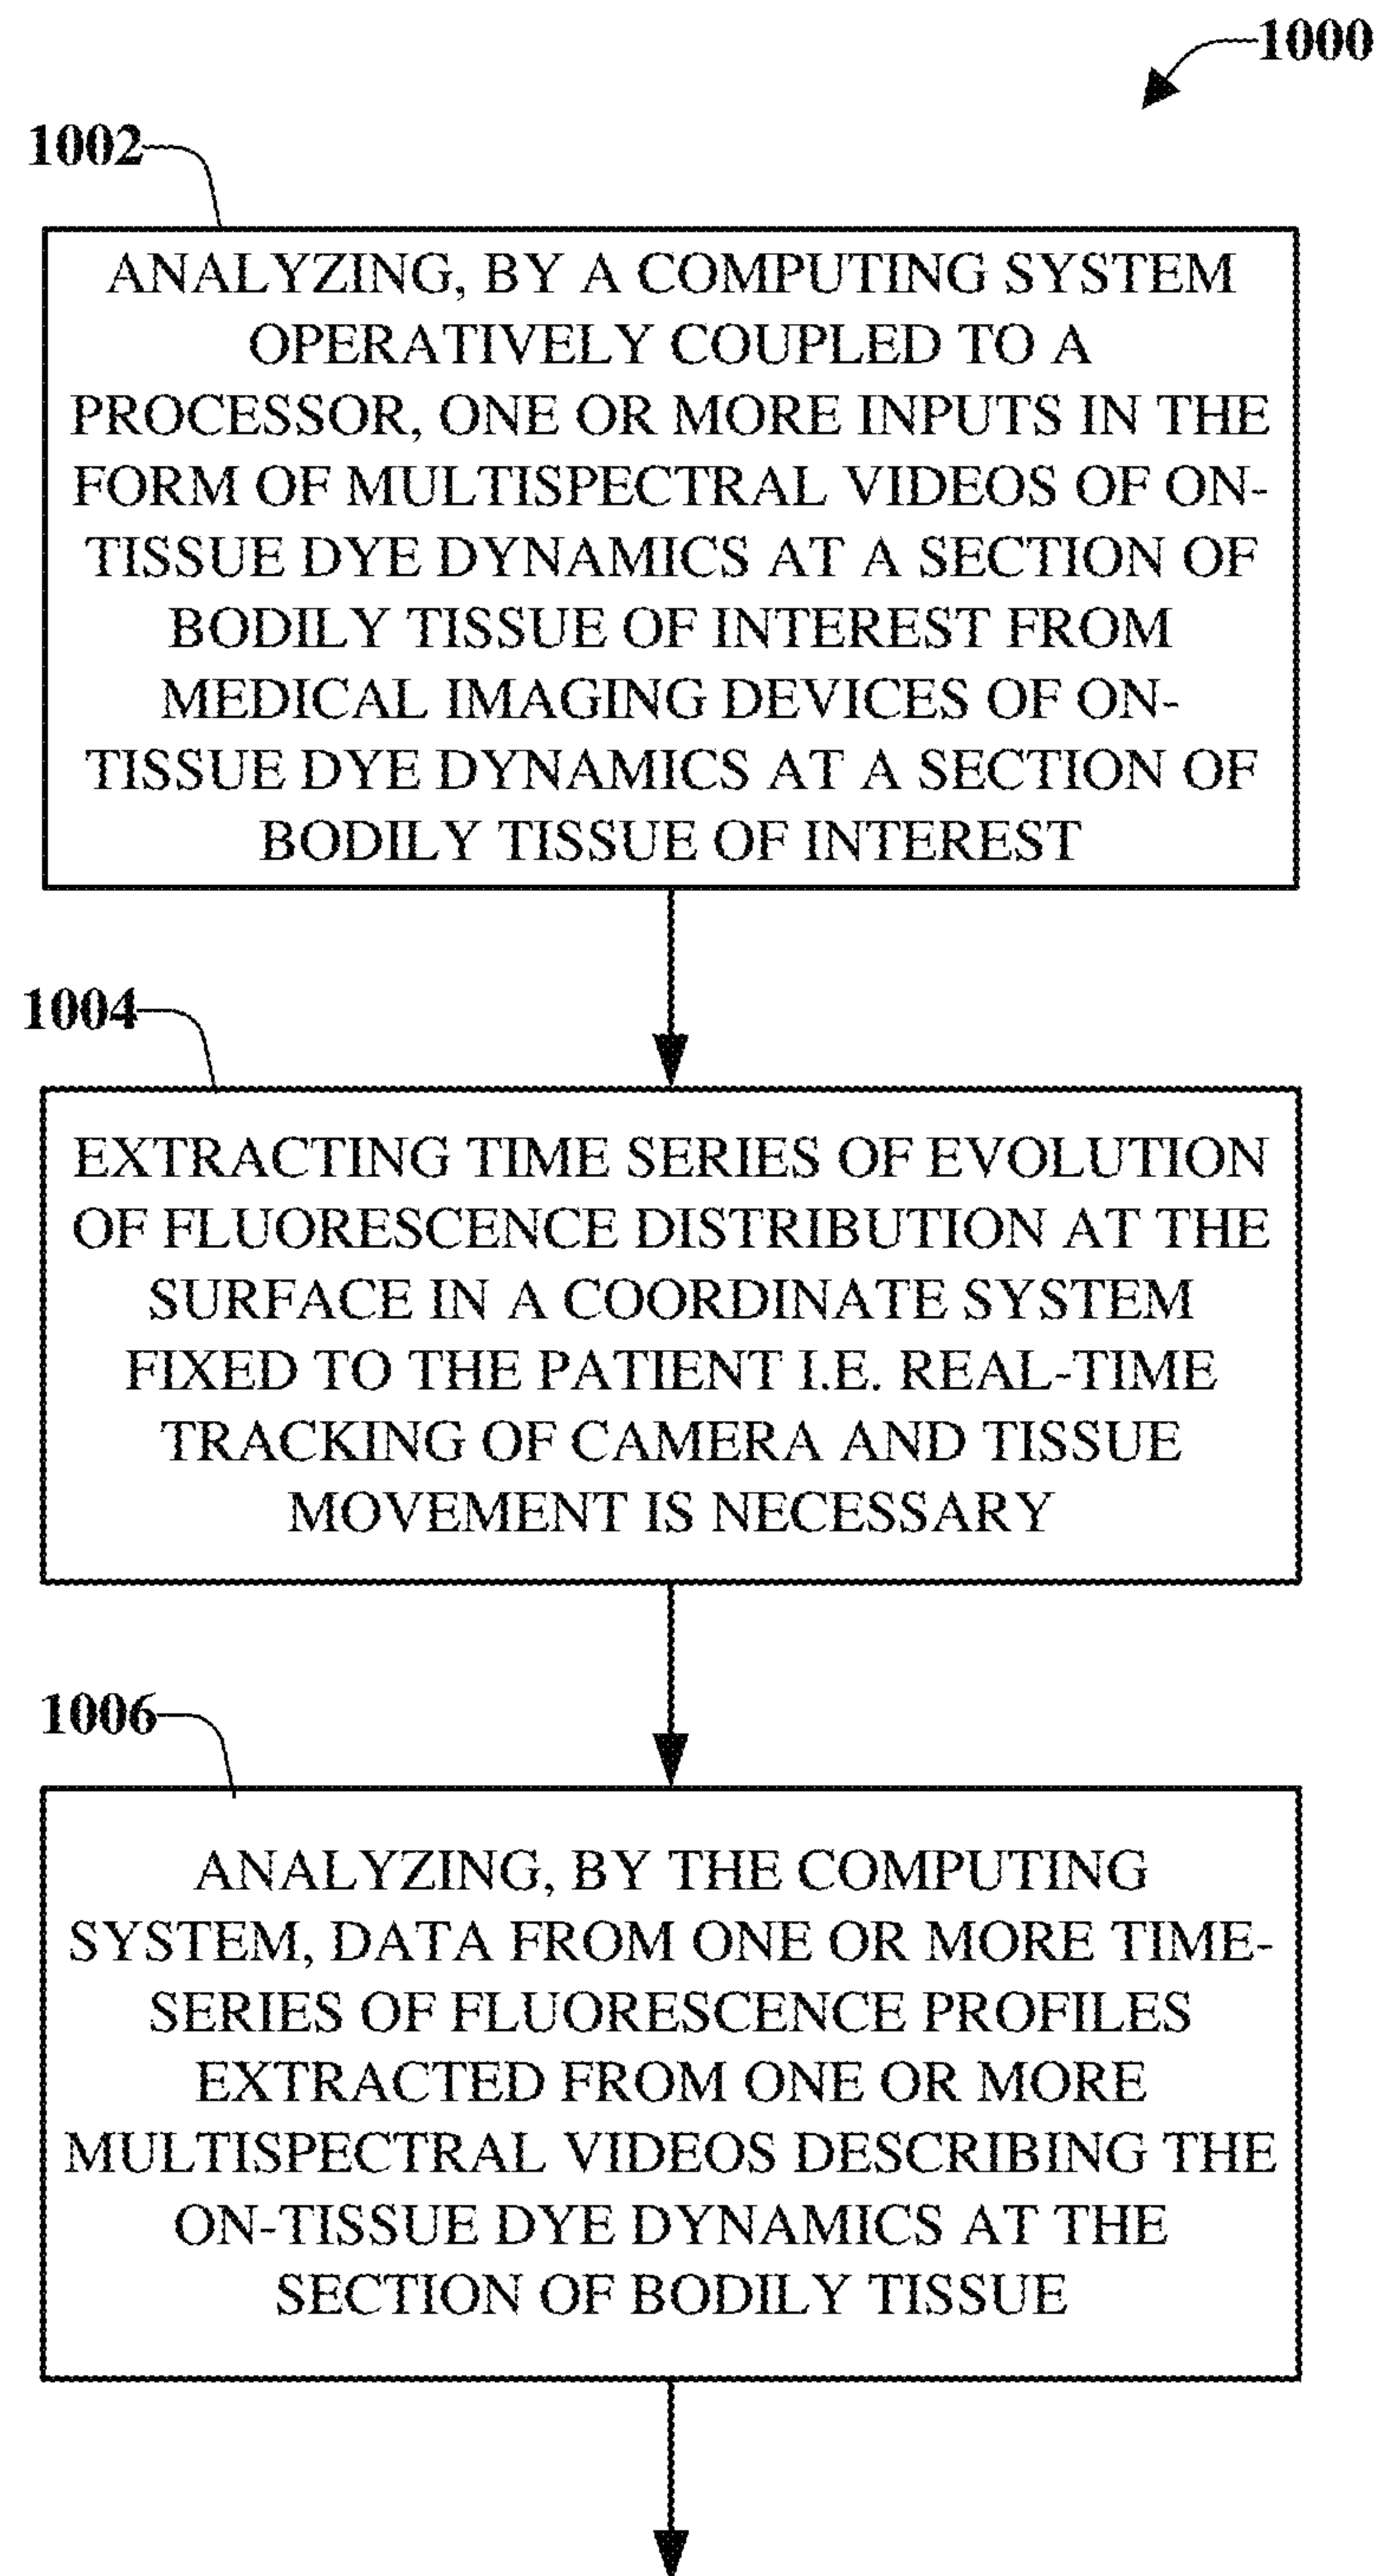 1000
1002
ANALYZING, BY A COMPUTING SYSTEM
OPERATIVELY COUPLED TO A
PROCESSOR, ONE OR MORE INPUTS IN THE
FORM OF MULTISPECTRAL VIDEOS OF ON-
TISSUE DYE DYNAMICS AT A SECTION OF
BODILY TISSUE OF INTEREST FROM
MEDICAL IMAGING DEVICES OF ON-
TISSUE DYE DYNAMICS AT A SECTION OF
BODILY TISSUE OF INTEREST
1004
EXTRACTING TIME SERIES OF EVOLUTION
OF FLUORESCENCE DISTRIBUTION AT THE
SURFACE IN A COORDINATE SYSTEM
FIXED TO THE PATIENT I.E. REAL-TIME
TRACKING OF CAMERA AND TISSUE
MOVEMENT IS NECESSARY
1006
ANALYZING, BY THE COMPUTING
SYSTEM, DATA FROM ONE OR MORE TIME-
SERIES OF FLUORESCENCE PROFILES
EXTRACTED FROM ONE OR MORE
MULTISPECTRAL VIDEOS DESCRIBING THE
ON-TISSUE DYE DYNAMICS AT THE
SECTION OF BODILY TISSUE